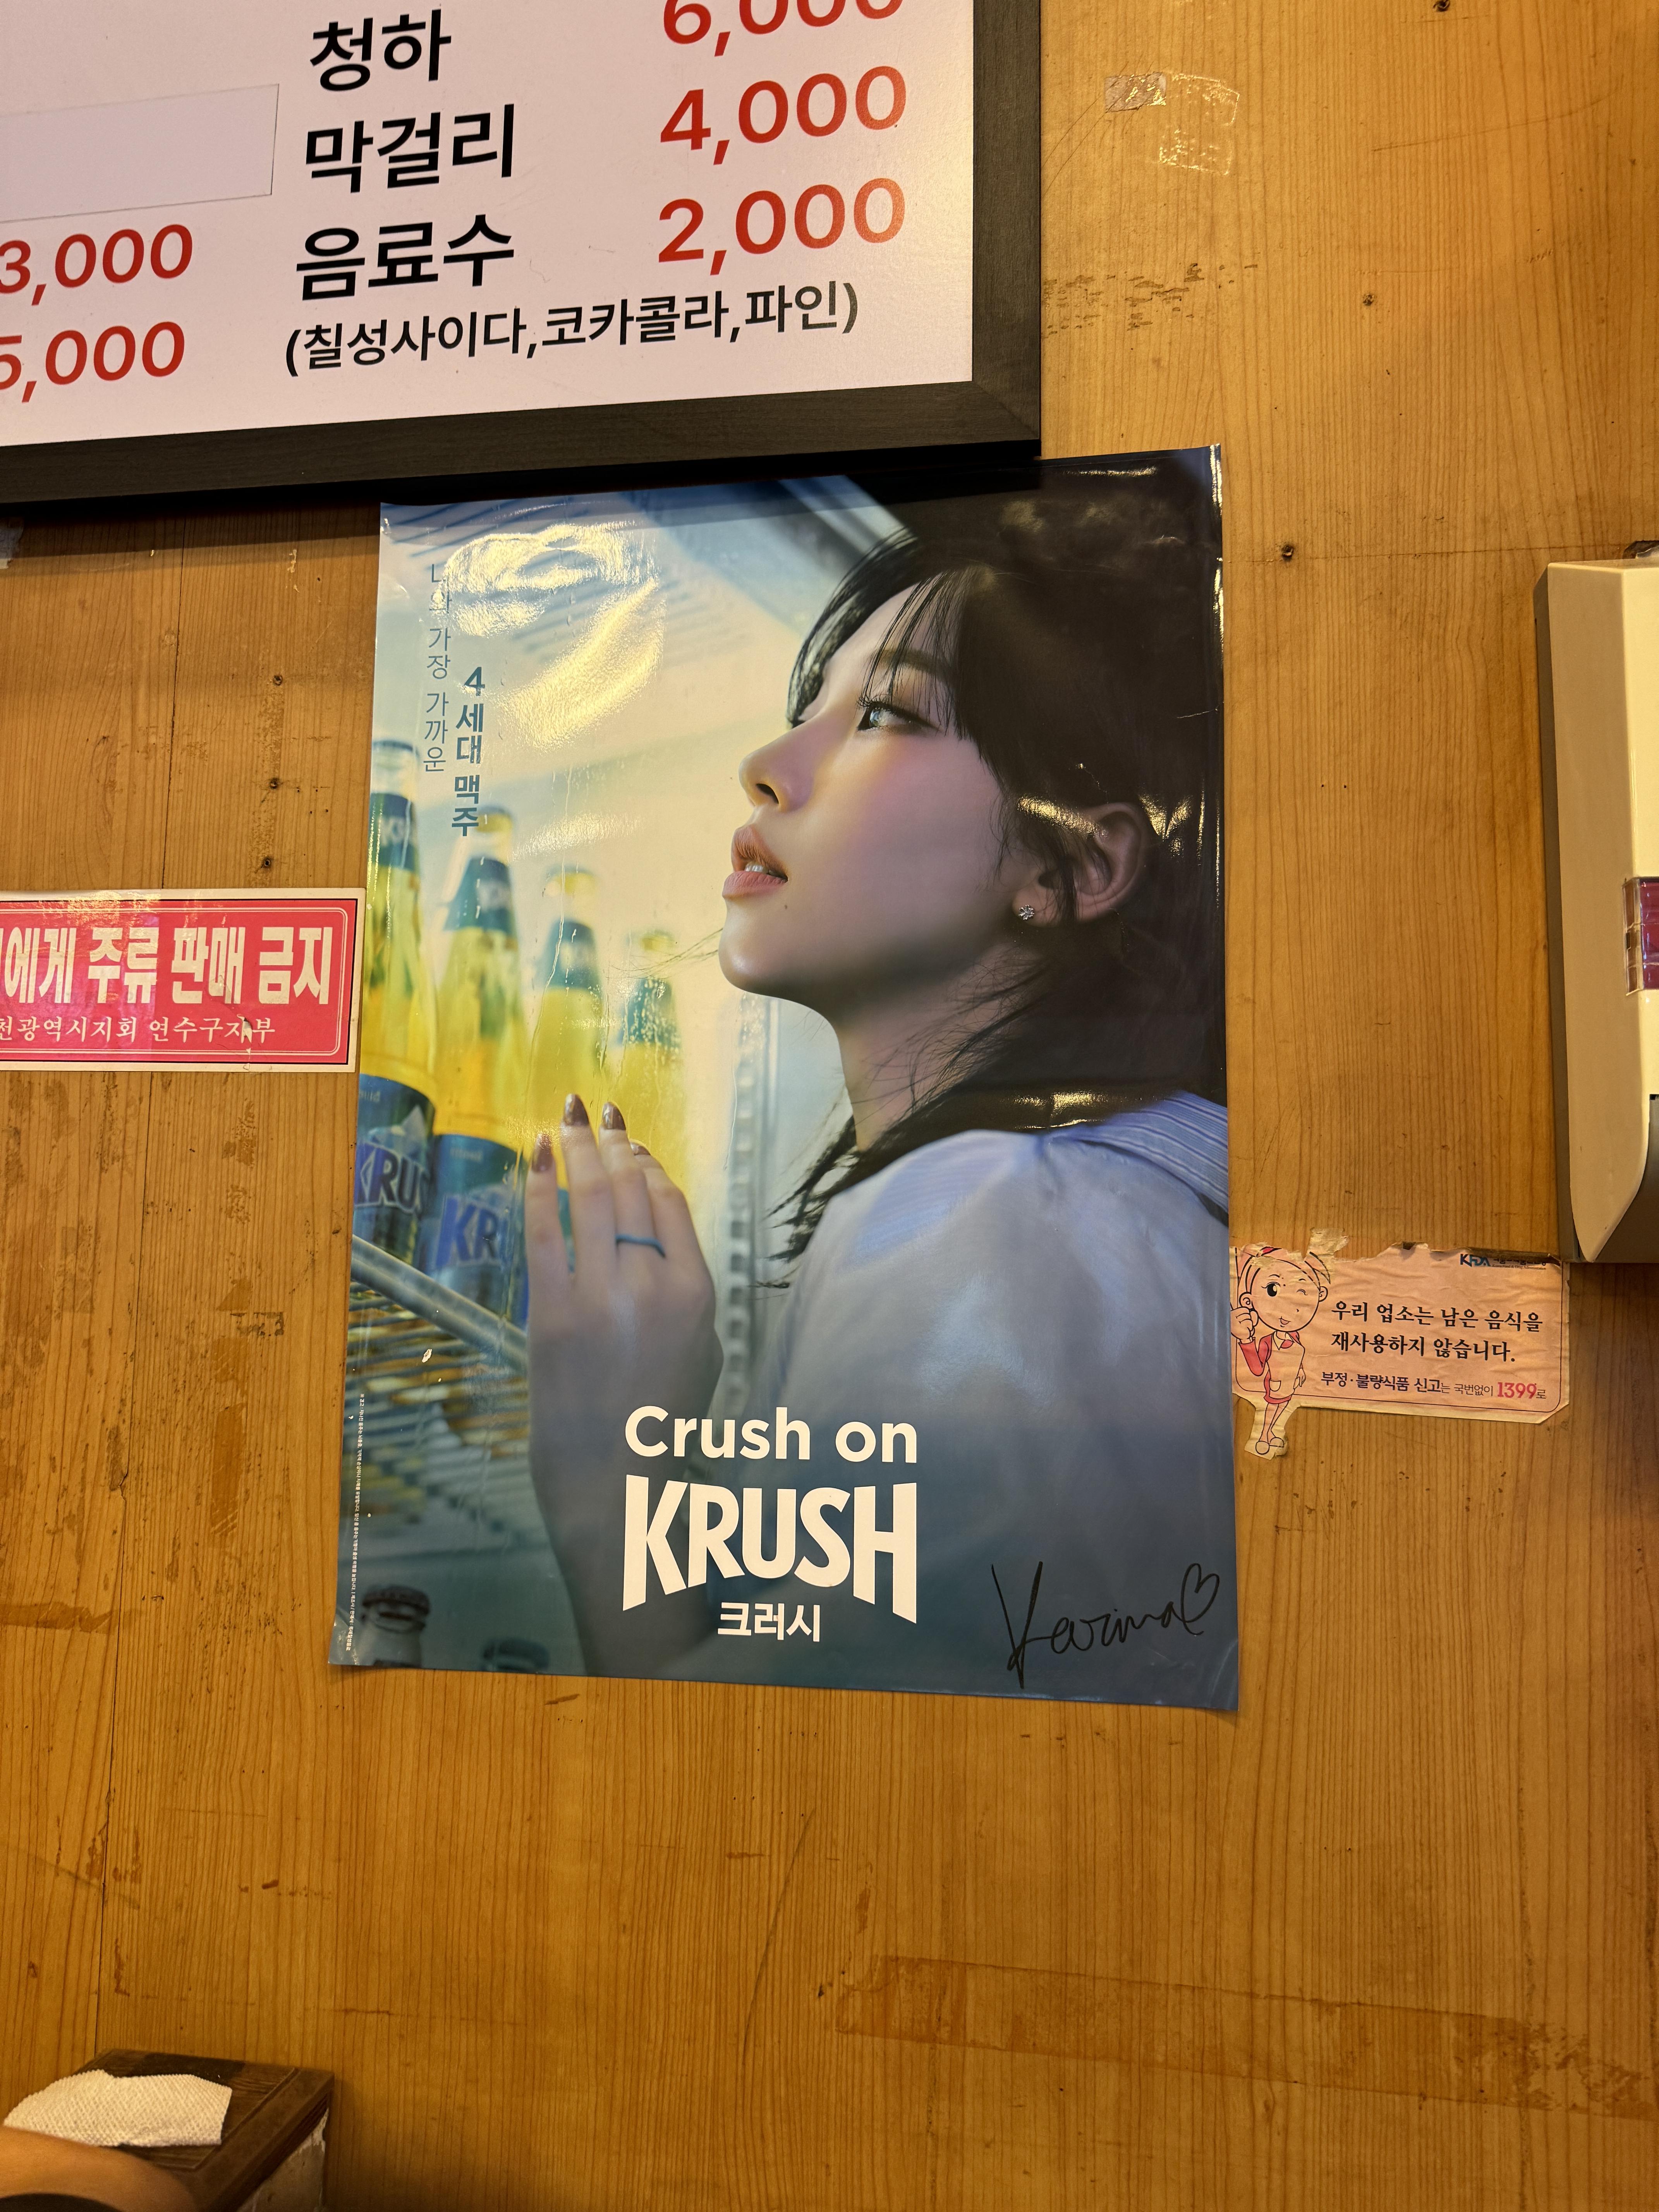 청하 6,000
막걸리 4,000
3,000 음료수 2,000
5,000 (칠성사이다,코카콜라,파인)
나와 가장 가까운
4세대 맥주
에게 주류 판매 금지
천광역시지회 연수구지부
KRUSH
KRU
우리 업소는 남은 음식을
재사용하지 않습니다.
부정·불량식품 신고는 국번없이 1399로
Crush on
KRUSH
크러시
Karina